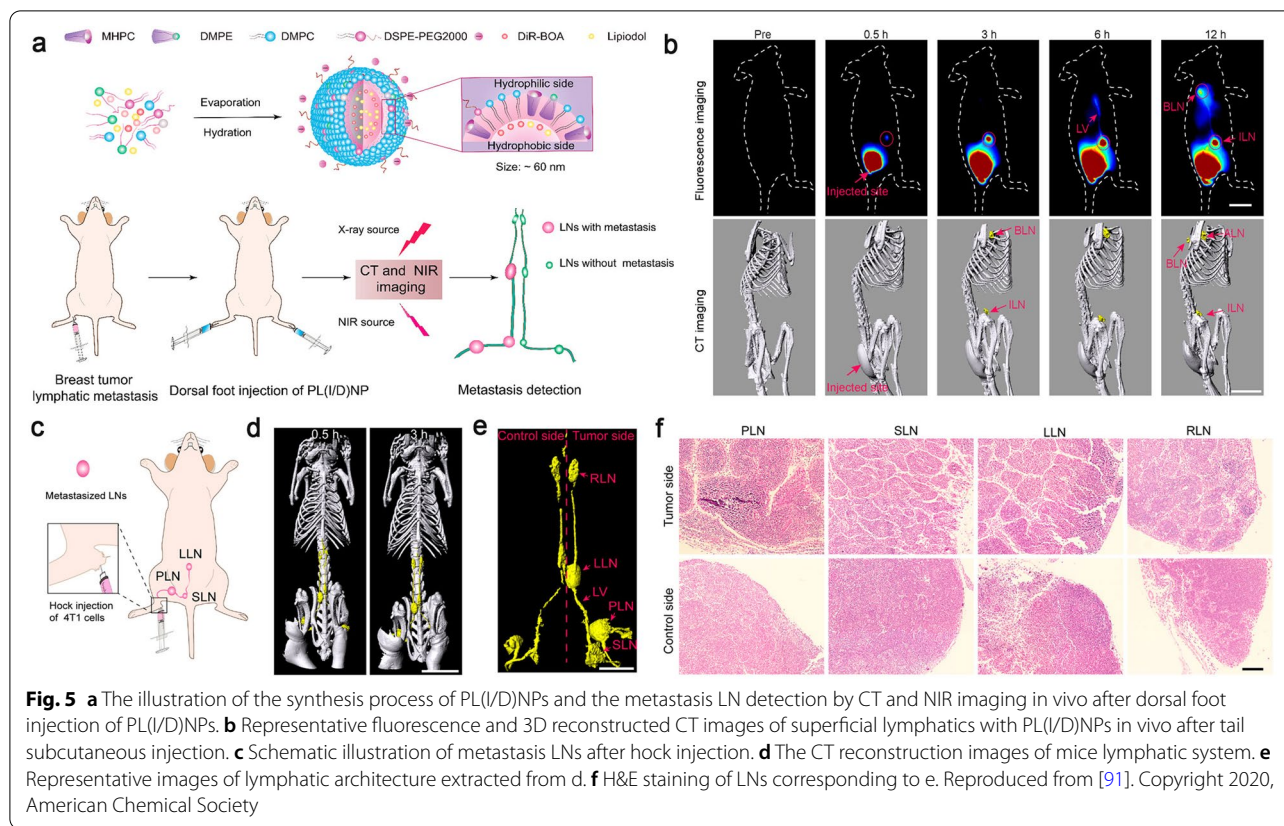 a
MHPC DMPE DMPC DSPE-PEG2000 DiR-BOA Lipiodol
Evaporation
Hydration
Hydrophilic side
Hydrophobic side
Size: ~ 60 nm
X-ray source
CT and NIR
imaging
NIR source
LNs with metastasis
LNs without metastasis
Breast tumor
lymphatic metastasis
Dorsal foot injection of PL(I/D)NP
Metastasis detection
b
Pre 0.5 h 3 h 6 h 12 h
Fluorescence imaging
Injected site
LV
BLN
ILN
CT imaging
Injected site
BLN
ILN
BLN
ALN
ILN
c
Metastasized LNs
LLN
PLN
SLN
Hock injection
of 4T1 cells
d
0.5 h 3 h
e
Control side Tumor side
RLN
LLN
LV
PLN
SLN
f
PLN SLN LLN RLN
Tumor side
Control side
Fig. 5 a The illustration of the synthesis process of PL(I/D)NPs and the metastasis LN detection by CT and NIR imaging in vivo after dorsal foot
injection of PL(I/D)NPs. b Representative fluorescence and 3D reconstructed CT images of superficial lymphatics with PL(I/D)NPs in vivo after tail
subcutaneous injection. c Schematic illustration of metastasis LNs after hock injection. d The CT reconstruction images of mice lymphatic system. e
Representative images of lymphatic architecture extracted from d. f H&E staining of LNs corresponding to e. Reproduced from [91]. Copyright 2020,
American Chemical Society